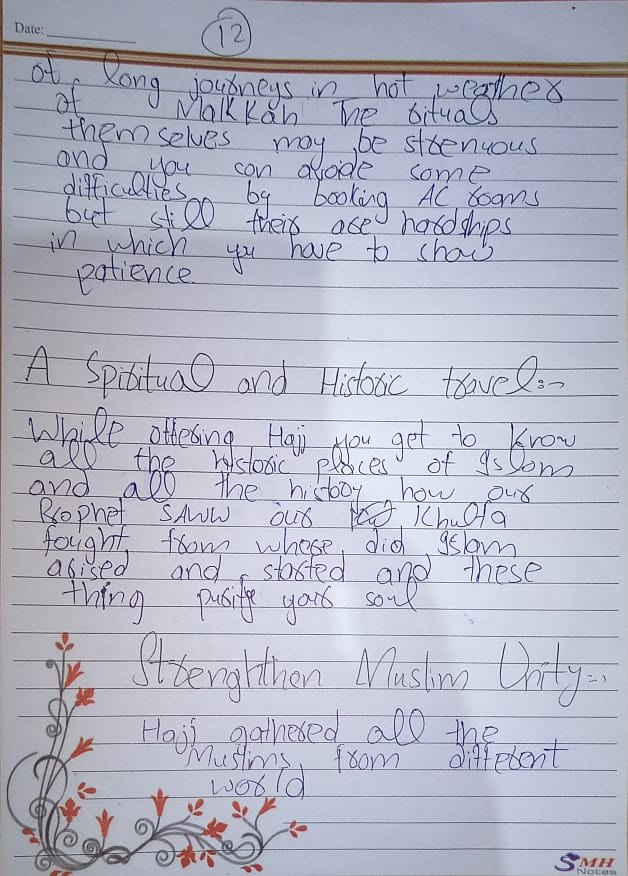 Date:
12
of long journeys in hot weather
of Makkah The rituals
themselves may be strenuous
and you can avoide some
difficulties by booking AC rooms
but still their are hardships
in which you have to show
patience.
A Spiritual and Historic travel:-
While offering Hajj you get to know
all the historic places of Islam
and all the history how our
Prophet SAWW our Khulfa
fought, from whose did Islam
arised and started and these
thing purify your soul
Strenghthen Muslim Unity:-
Hajj gathered all the
Muslims from different
world
SMH
Notes